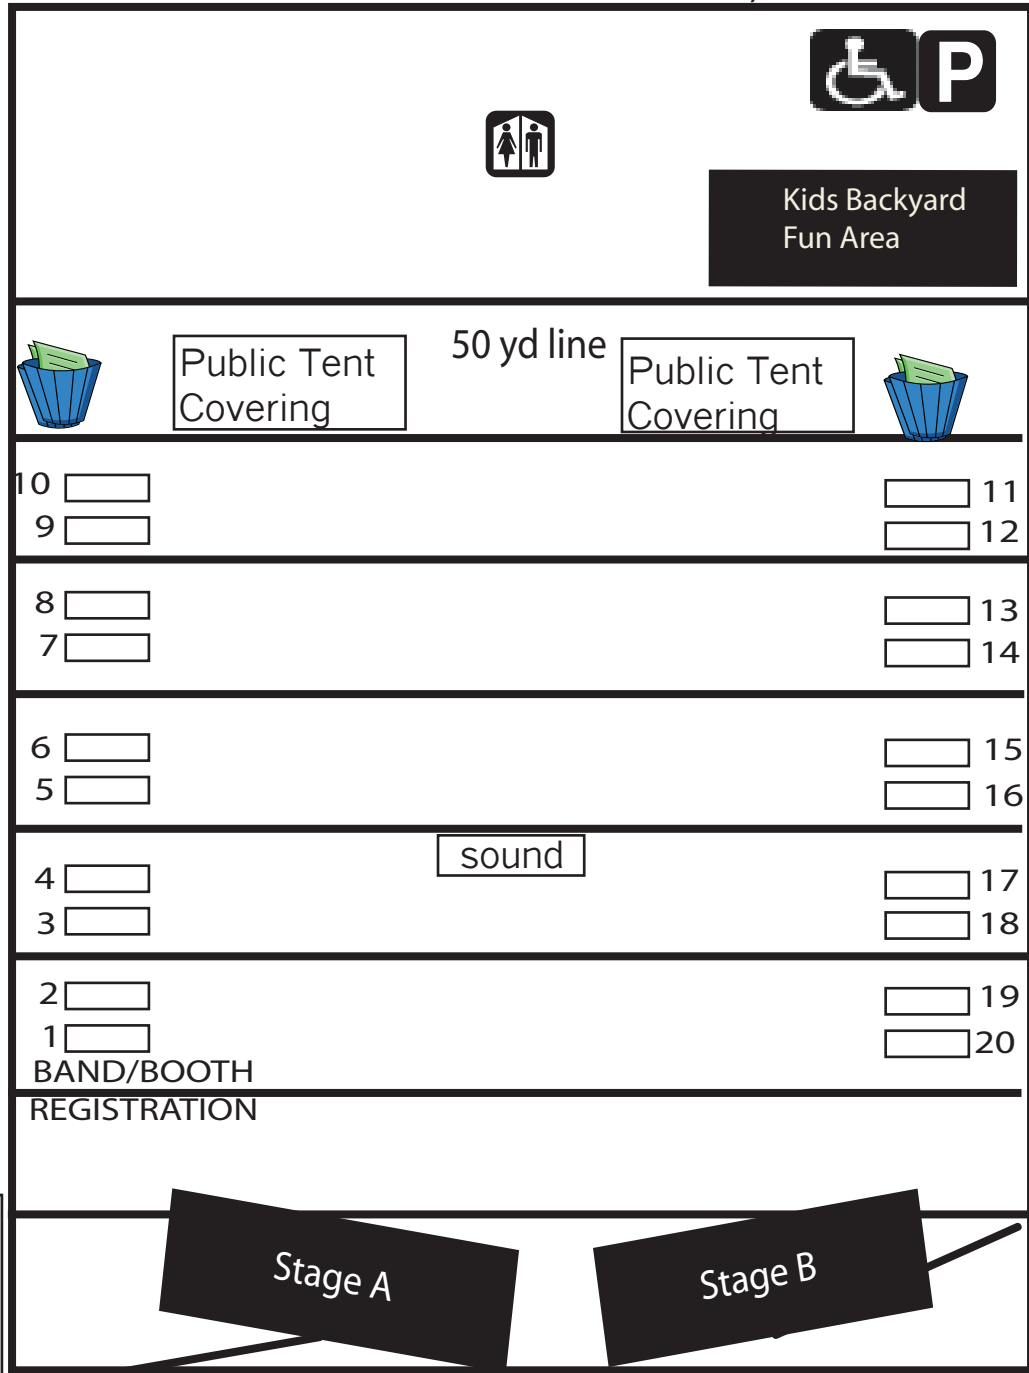 P
Kids Backyard
Fun Area
50 yd line
Public Tent
Covering
Public Tent
Covering
10
11
9
12
8
13
7
14
6
15
5
16
sound
4
17
3
18
2
19
1
20
BAND/BOOTH
REGISTRATION
Stage A
Stage B